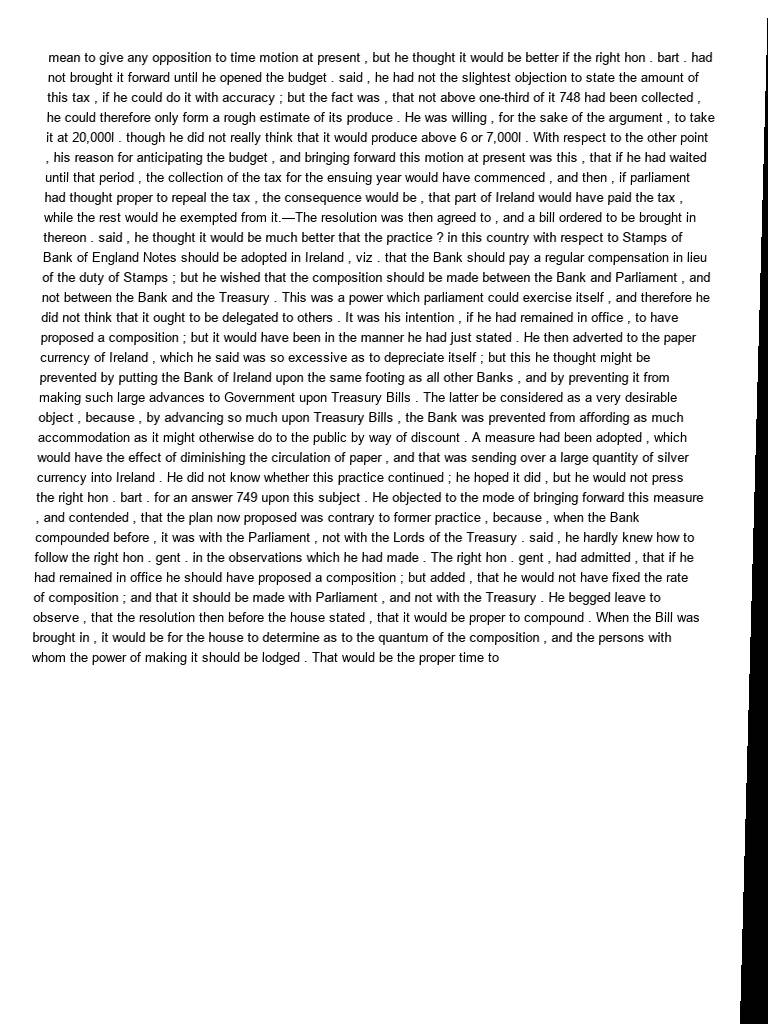 mean to give any opposition to time motion at present , but he thought it would be better if the right hon . bart . had
not brought it forward until he opened the budget . said , he had not the slightest objection to state the amount of
this tax , if he could do it with accuracy ; but the fact was , that not above one-third of it 748 had been collected ,
he could therefore only form a rough estimate of its produce . He was willing , for the sake of the argument , to take
it at 20,000l . though he did not really think that it would produce above 6 or 7,000l . With respect to the other point
, his reason for anticipating the budget , and bringing forward this motion at present was this , that if he had waited
until that period , the collection of the tax for the ensuing year would have commenced , and then , if parliament
had thought proper to repeal the tax , the consequence would be , that part of Ireland would have paid the tax ,
while the rest would he exempted from it.—The resolution was then agreed to , and a bill ordered to be brought in
thereon . said , he thought it would be much better that the practice ? in this country with respect to Stamps of
Bank of England Notes should be adopted in Ireland , viz . that the Bank should pay a regular compensation in lieu
of the duty of Stamps ; but he wished that the composition should be made between the Bank and Parliament , and
not between the Bank and the Treasury . This was a power which parliament could exercise itself , and therefore he
did not think that it ought to be delegated to others . It was his intention , if he had remained in office , to have
proposed a composition ; but it would have been in the manner he had just stated . He then adverted to the paper
currency of Ireland , which he said was so excessive as to depreciate itself ; but this he thought might be
prevented by putting the Bank of Ireland upon the same footing as all other Banks , and by preventing it from
making such large advances to Government upon Treasury Bills . The latter be considered as a very desirable
object , because , by advancing so much upon Treasury Bills , the Bank was prevented from affording as much
accommodation as it might otherwise do to the public by way of discount . A measure had been adopted , which
would have the effect of diminishing the circulation of paper , and that was sending over a large quantity of silver
currency into Ireland . He did not know whether this practice continued ; he hoped it did , but he would not press
the right hon . bart . for an answer 749 upon this subject . He objected to the mode of bringing forward this measure
, and contended , that the plan now proposed was contrary to former practice , because , when the Bank
compounded before , it was with the Parliament , not with the Lords of the Treasury . said , he hardly knew how to
follow the right hon . gent . in the observations which he had made . The right hon . gent , had admitted , that if he
had remained in office he should have proposed a composition ; but added , that he would not have fixed the rate
of composition ; and that it should be made with Parliament , and not with the Treasury . He begged leave to
observe , that the resolution then before the house stated , that it would be proper to compound . When the Bill was
brought in , it would be for the house to determine as to the quantum of the composition , and the persons with
whom the power of making it should be lodged . That would be the proper time to